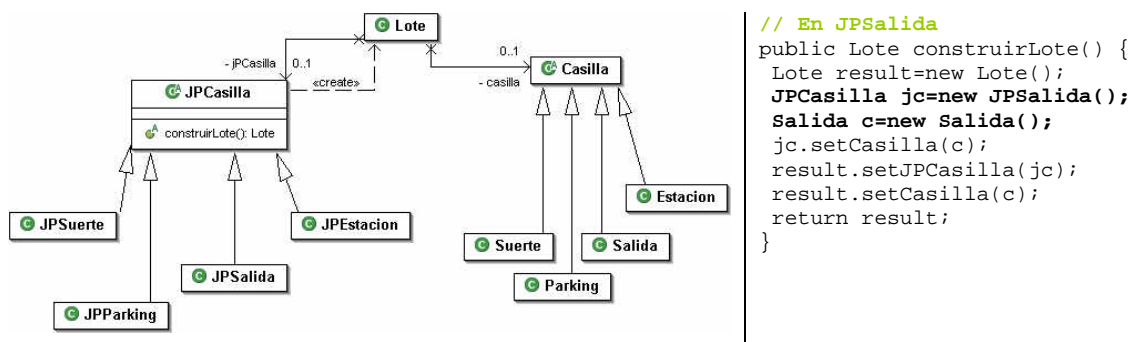 Lote
- jPCasilla
0..1
«create»
0..1
- casilla
JPCasilla
construirLote(): Lote
Casilla
JPSuerte
JPEstacion
JPSalida
JPParking
Estacion
Suerte
Salida
Parking
// En JPSalida
public Lote construirLote() {
Lote result=new Lote();
JPCasilla jc=new JPSalida();
Salida c=new Salida();
jc.setCasilla(c);
result.setJPCasilla(jc);
result.setCasilla(c);
return result;
}